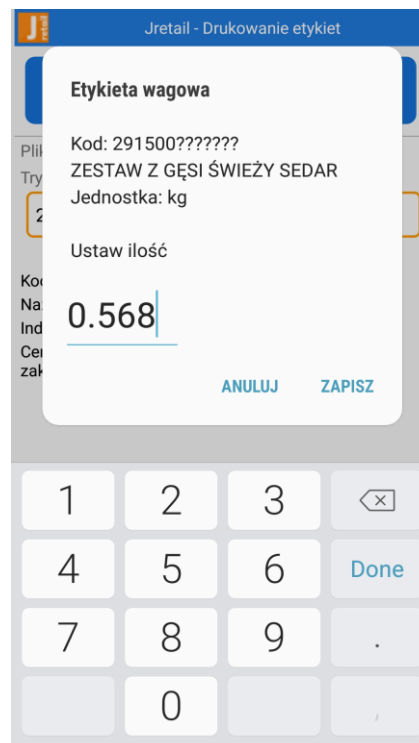 J retail
Jretail - Drukowanie etykiet
Etykieta wagowa
Kod: 291500???????
ZESTAW Z GĘSI ŚWIEŻY SEDAR
Jednostka: kg
Ustaw ilość
0.568
ANULUJ ZAPISZ
1 2 3
4 5 6 Done
7 8 9 .
0 ,